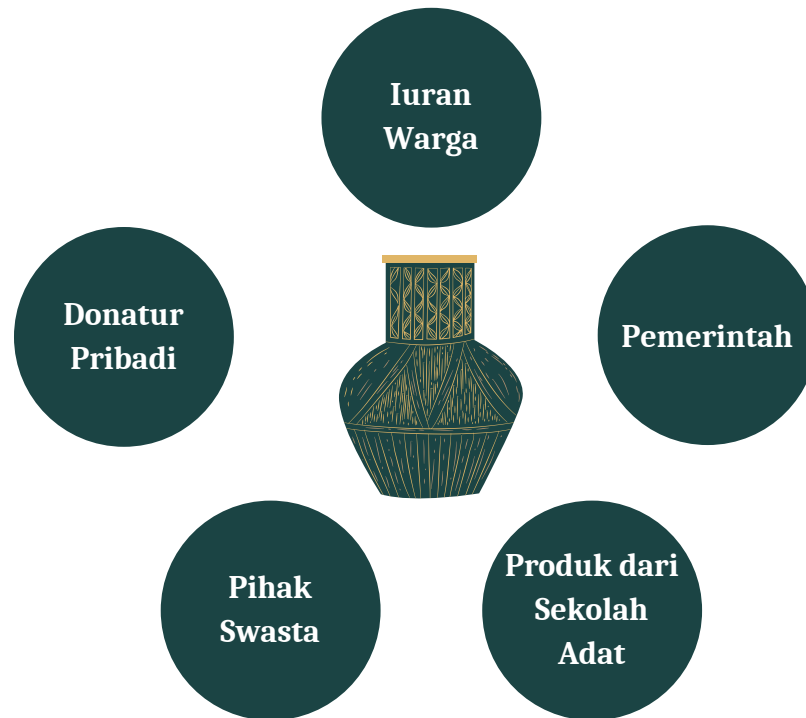 Iuran
Warga
Donatur
Pribadi
Pemerintah
Pihak
Swasta
Produk dari
Sekolah
Adat